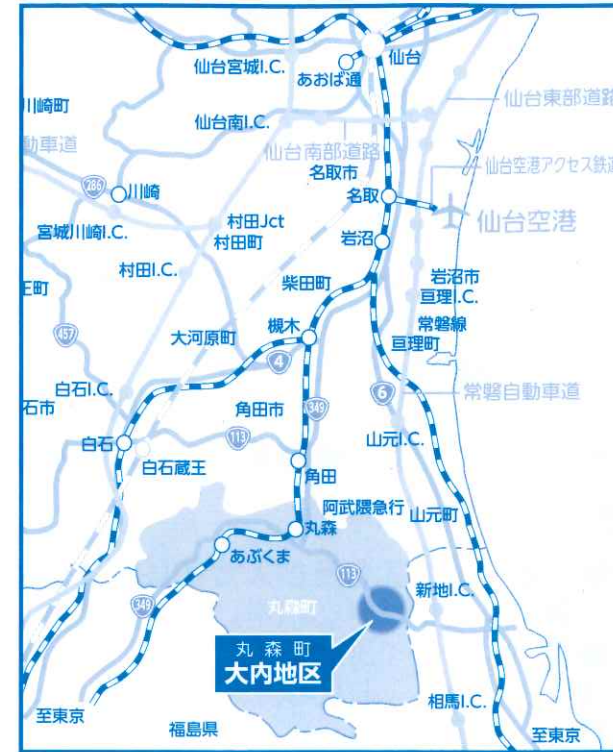 仙台宮城I.C.
仙台
あおば通
川崎町
仙台南I.C.
仙台東部道路
動車道
仙台南部道路
名取市
仙台空港アクセス鉄道
286
川崎
名取
仙台空港
村田Jct
村田町
宮城川崎I.C.
岩沼
村田I.C.
柴田町
岩沼市
亘理I.C.
王町
457
大河原町
槻木
常磐線
亘理町
4
白石I.C.
6
常磐自動車道
石市
角田市
349
白石
113
山元I.C.
白石蔵王
角田
阿武隈急行
山元町
丸森
あぶくま
113
349
丸森町
新地I.C.
丸森町
大内地区
相馬I.C.
至東京
福島県
至東京